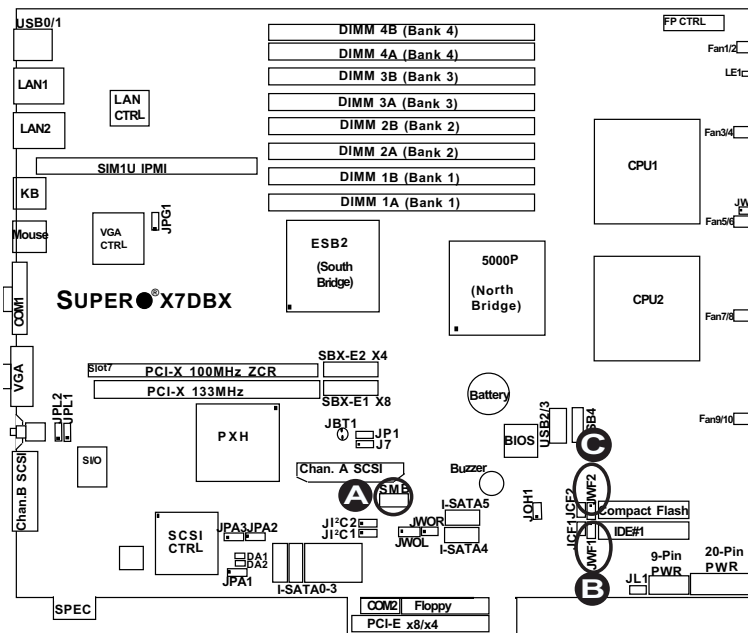 USB0/1
DIMM 4B (Bank 4)
FP CTRL
Fan1/2
DIMM 4A (Bank 4)
LE1
LAN1
DIMM 3B (Bank 3)
LAN
CTRL
DIMM 3A (Bank 3)
LAN2
DIMM 2B (Bank 2)
Fan3/4
DIMM 2A (Bank 2)
SIM1U IPMI
CPU1
DIMM 1B (Bank 1)
KB
DIMM 1A (Bank 1)
JW
JPG1
Fan5/6
Mouse
VGA
CTRL
ESB2
(South
Bridge)
5000P
(North
Bridge)
COM1
SUPER ® X7DBX
CPU2
Fan7/8
VGA
Slot7
PCI-X 100MHz ZCR
SBX-E2 X4
PCI-X 133MHz
SBX-E1 X8
Battery
JPL2
JPL1
PXH
JBT1
JP1
J7
BIOS
USB2/3
SB4
Fan9/10
C
SI/O
Chan.B SCSI
Chan. A SCSI
Buzzer
A
SMB
JWF2
JCF2
Compact Flash
I-SATA5
JOH1
SCSI
CTRL
JPA3
JPA2
JI²C2
JI²C1
JWOR
JWOL
I-SATA4
JCF1
JWF1
IDE#1
DA1
DA2
JPA1
I-SATA0-3
B
JL1
9-Pin
PWR
20-Pin
PWR
SPEC
COM2
Floppy
PCI-E x8/x4